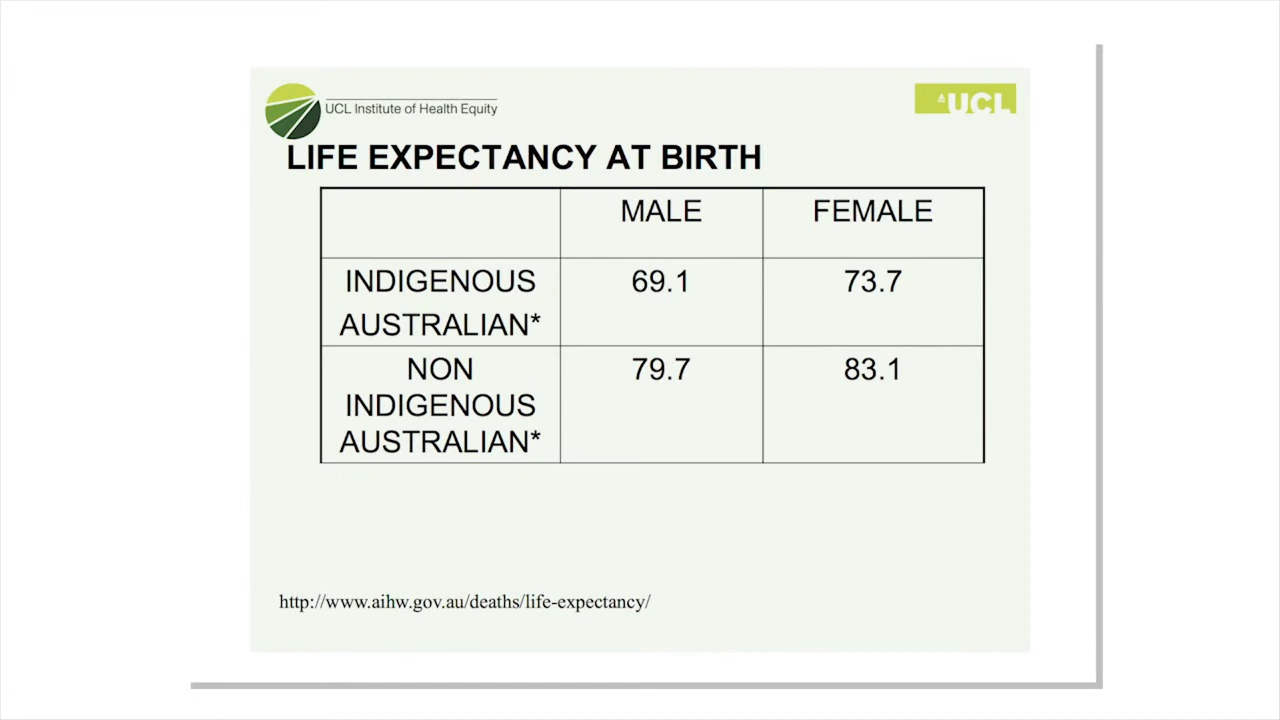 UCL Institute of Health Equity
UCL
LIFE EXPECTANCY AT BIRTH
MALE FEMALE
INDIGENOUS 69.1 73.7
AUSTRALIAN*
NON 79.7 83.1
INDIGENOUS
AUSTRALIAN*
http://www.aihw.gov.au/deaths/life-expectancy/